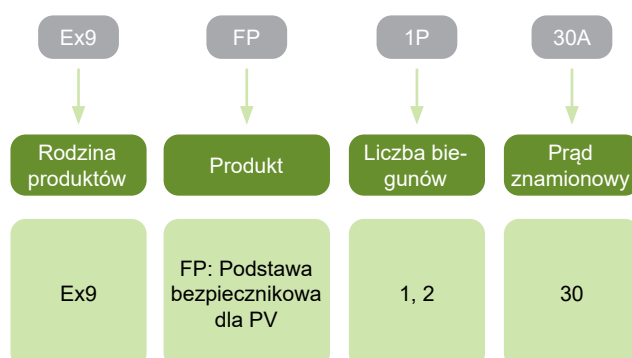 Ex9
FP
1P
30A
Rodzina
produktów
Produkt
Liczba bie-
gunów
Prąd
znamionowy
Ex9
FP: Podstawa
bezpiecznikowa
dla PV
1, 2
30